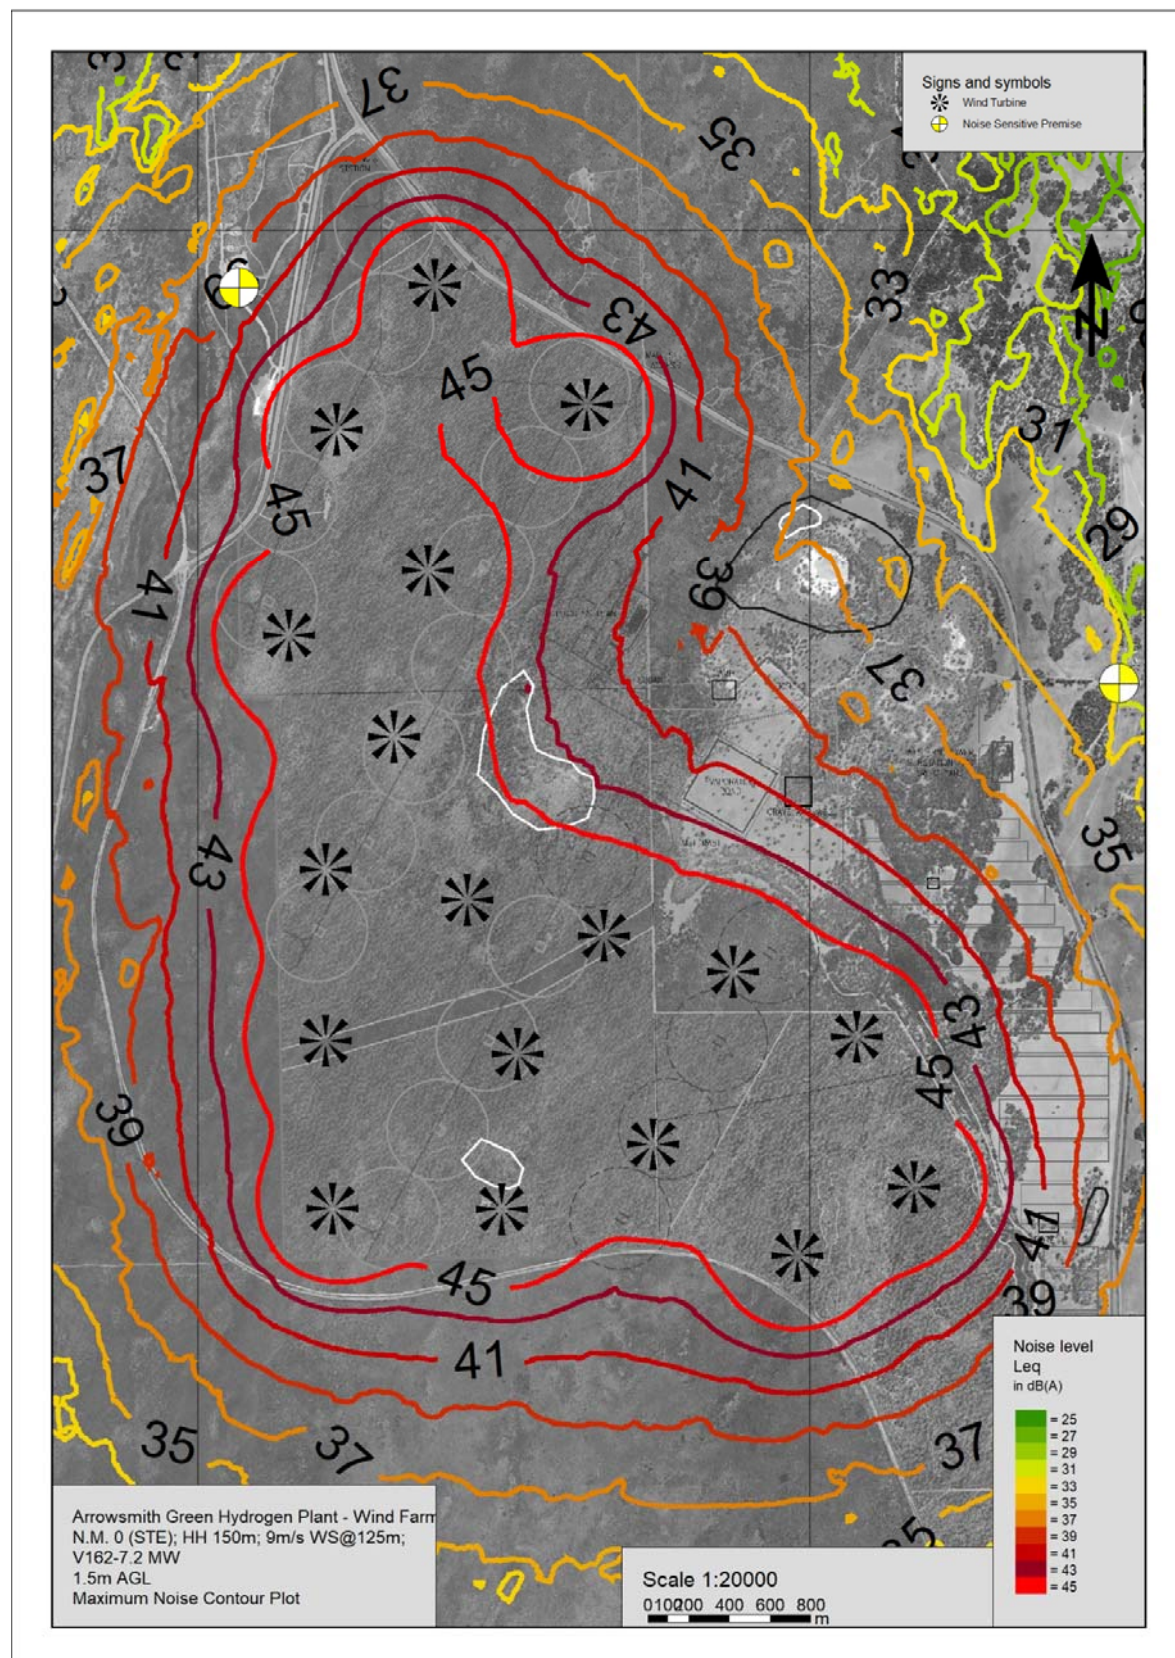 Signs and symbols
Wind Turbine
Noise Sensitive Premise
37
35
33
43
45
31
37
41
45
29
41
39
37
35
43
43
45
39
41
45
39
41
35
37
37
Noise level
Leq
in dB(A)
= 25
= 27
= 29
= 31
= 33
= 35
= 37
= 39
= 41
= 43
= 45
Arrowsmith Green Hydrogen Plant - Wind Farm
N.M. 0 (STE); HH 150m; 9m/s WS@125m;
V162-7.2 MW
1.5m AGL
Maximum Noise Contour Plot
Scale 1:20000
0 100 200 400 600 800
m
N